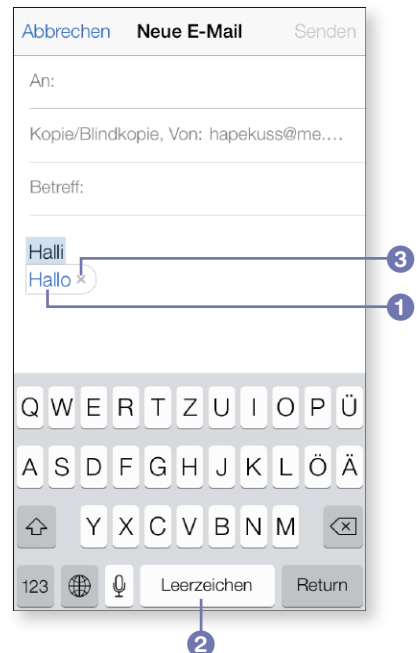 Abbrechen Neue E-Mail Senden
An:
Kopie/Blindkopie, Von: hapekuss@me....
Betreff:
Halli
Hallo ×
3
1
Q W E R T Z U I O P Ü
A S D F G H J K L Ö Ä
Y X C V B N M
123 Leerzeichen Return
2